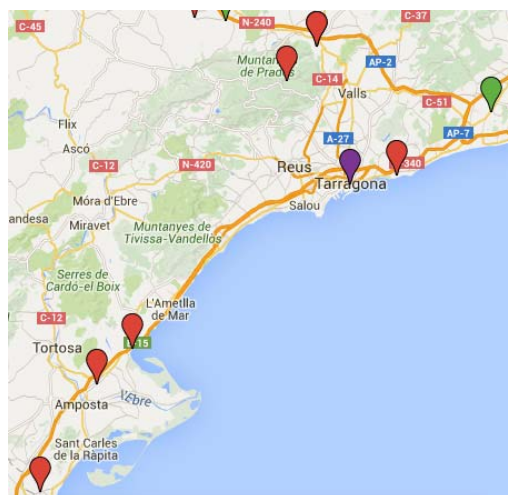 C-45
N-240
C-37
Muntanyes
de Prades
AP-2
C-14
Valls
C-51
Flix
A-27
AP-7
Ascó
C-12
N-420
Reus
340
Tarragona
Móra d'Ebre
Salou
andesa
Miravet
Muntanyes de
Tivissa-Vandellòs
Serres de
Cardó-el Boix
L'Ametlla
de Mar
C-12
Tortosa
E-15
Amposta
l'Ebre
Sant Carles
de la Ràpita